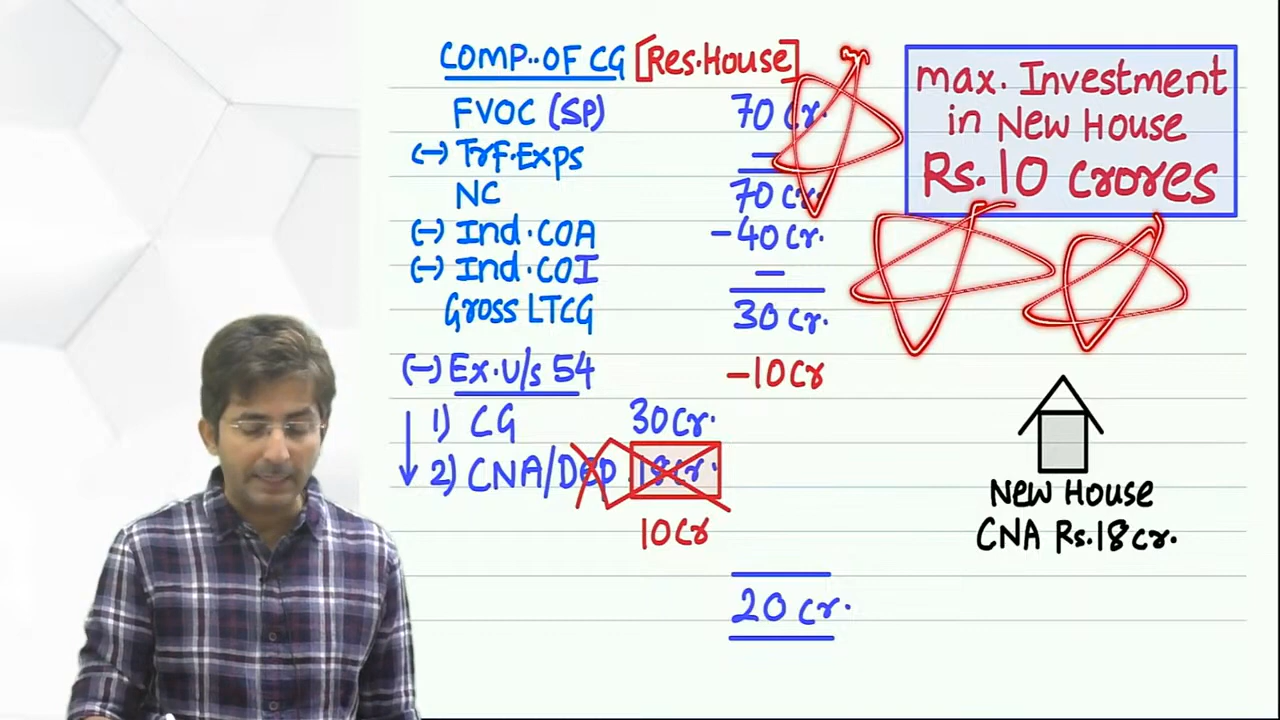 COMP. OF CG [Res. House]
FVOC (SP) 70 Cr.
(-) Trf. Exps —
NC 70 Cr.
(-) Ind. COA -40 Cr.
(-) Ind. COI —
Gross LTCG 30 Cr.
(-) Ex. U/s 54 -10 Cr
1) CG 30 Cr.
2) CNA/Dep. 18 Cr.
10 Cr
20 Cr.
max. Investment
in New House
Rs. 10 Crores
New House
CNA Rs. 18 Cr.